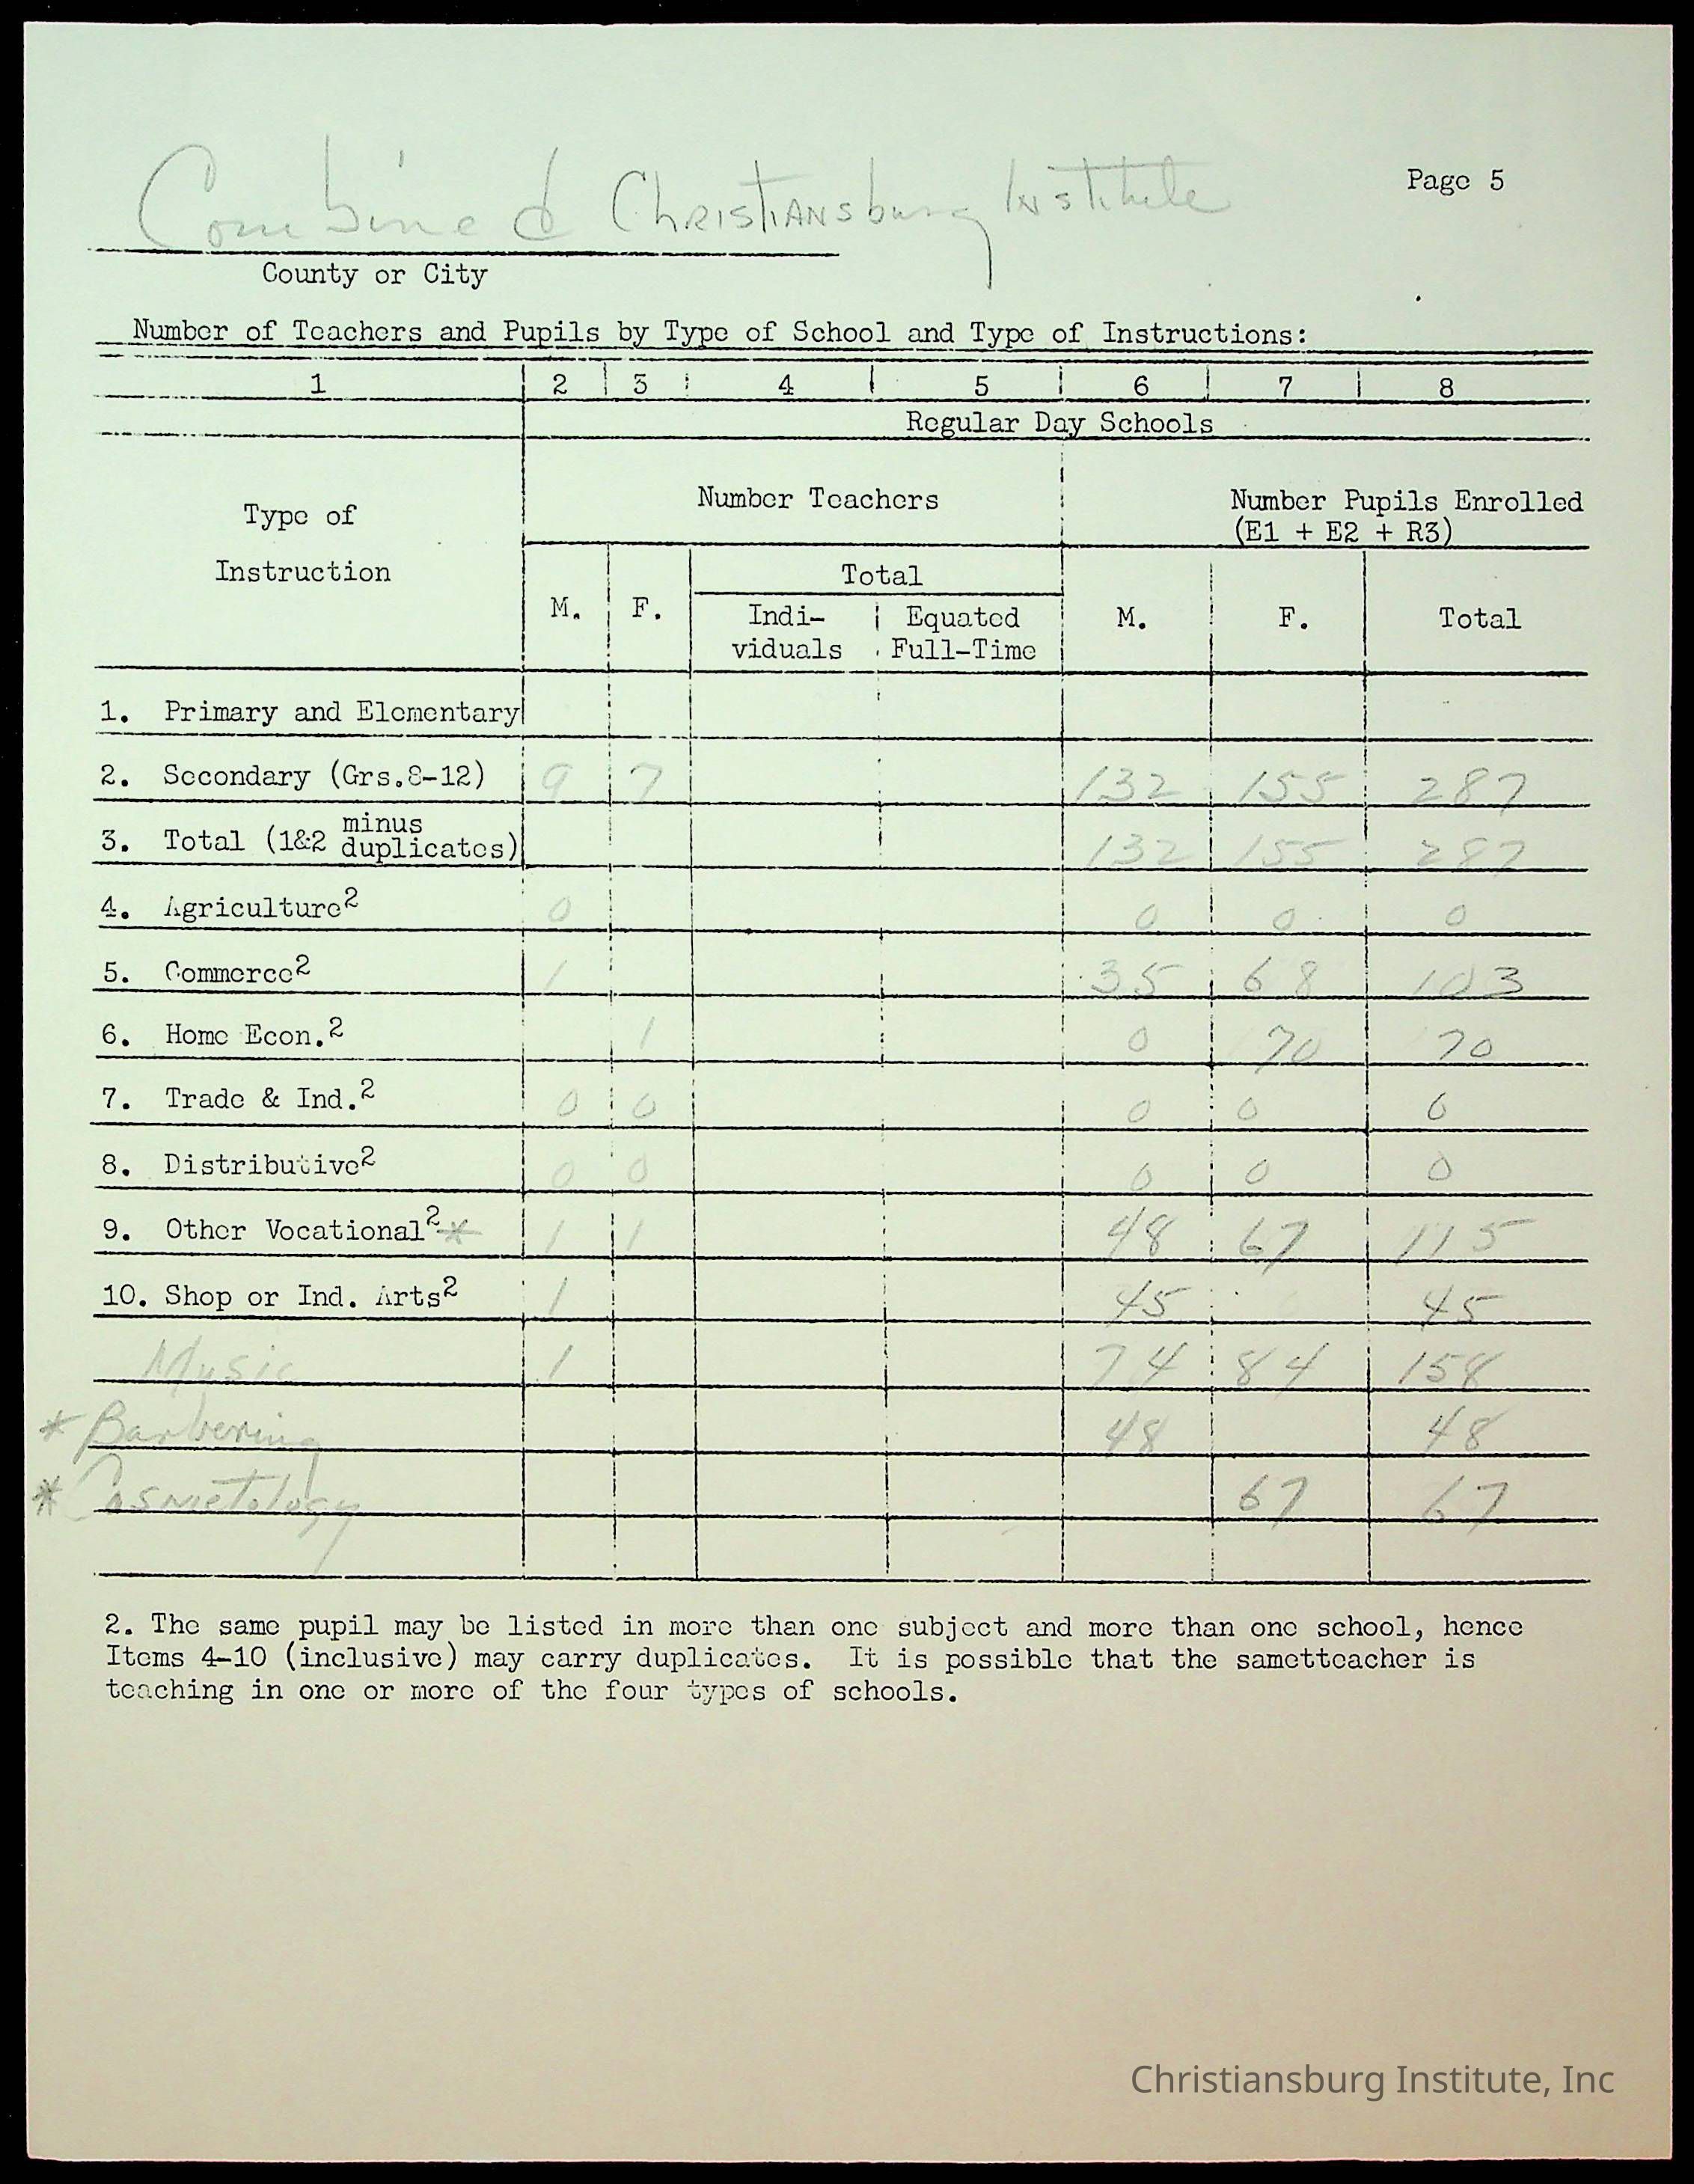 Page 5
Combined Christiansburg Institute
County or City
Number of Teachers and Pupils by Type of School and Type of Instructions:
1 2 3 4 5 6 7 8
Regular Day Schools
Type of Instruction
Number Teachers
Number Pupils Enrolled
(E1 + E2 + R3)
Total
M. F. Indi- Equated M. F. Total
viduals Full-Time
1. Primary and Elementary
2. Secondary (Grs.8-12) 9 7 132 155 287
minus
3. Total (1&2 duplicates) 132 155 287
4. Agriculture2 0 0 0 0
5. Commerce2 1 35 68 103
6. Home Econ.2 1 0 70 70
7. Trade & Ind.2 0 0 0 0 0
8. Distributive2 0 0 0 0 0
9. Other Vocational2* 1 1 48 67 115
10. Shop or Ind. Arts2 1 45 45
Music 1 74 84 158
* Barbering 48 48
* Cosmetology 67 67
2. The same pupil may be listed in more than one subject and more than one school, hence
Items 4-10 (inclusive) may carry duplicates. It is possible that the sametteacher is
teaching in one or more of the four types of schools.
Christiansburg Institute, Inc